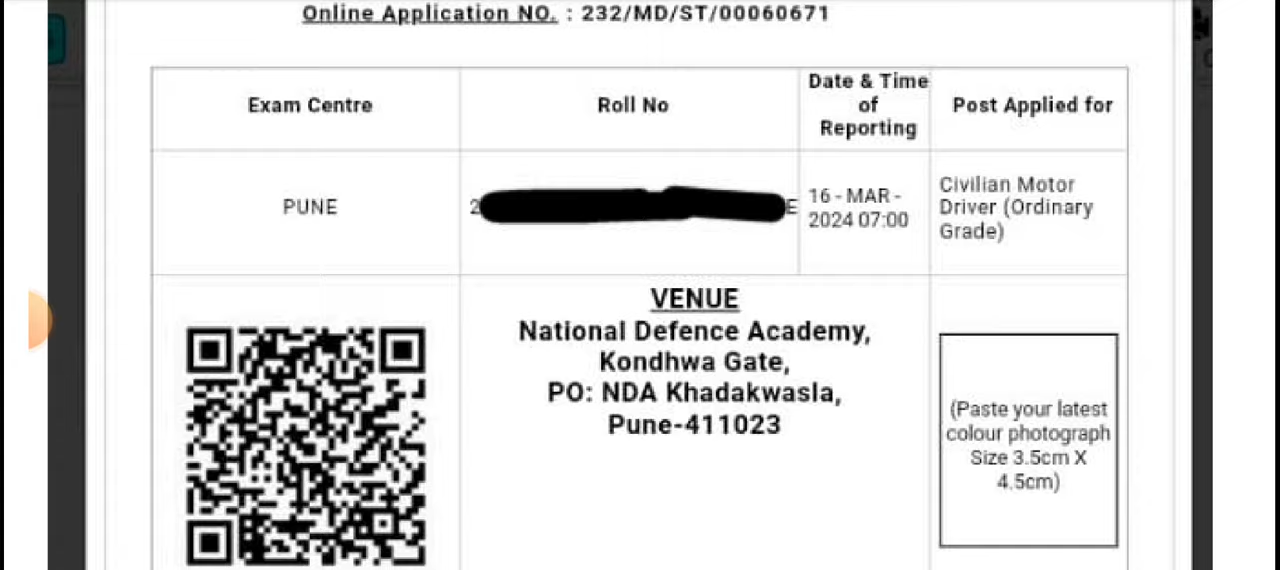 Online Application NO. : 232/MD/ST/00060671
Exam Centre
Roll No
Date & Time
of
Reporting
Post Applied for
PUNE
2
E
16 - MAR -
2024 07:00
Civilian Motor
Driver (Ordinary
Grade)
VENUE
National Defence Academy,
Kondhwa Gate,
PO: NDA Khadakwasla,
Pune-411023
(Paste your latest
colour photograph
Size 3.5cm X
4.5cm)